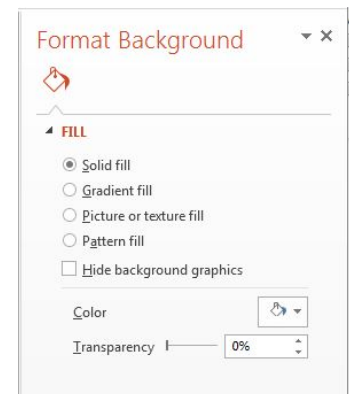 Format Background
FILL
Solid fill
Gradient fill
Picture or texture fill
Pattern fill
Hide background graphics
Color
Transparency 0%